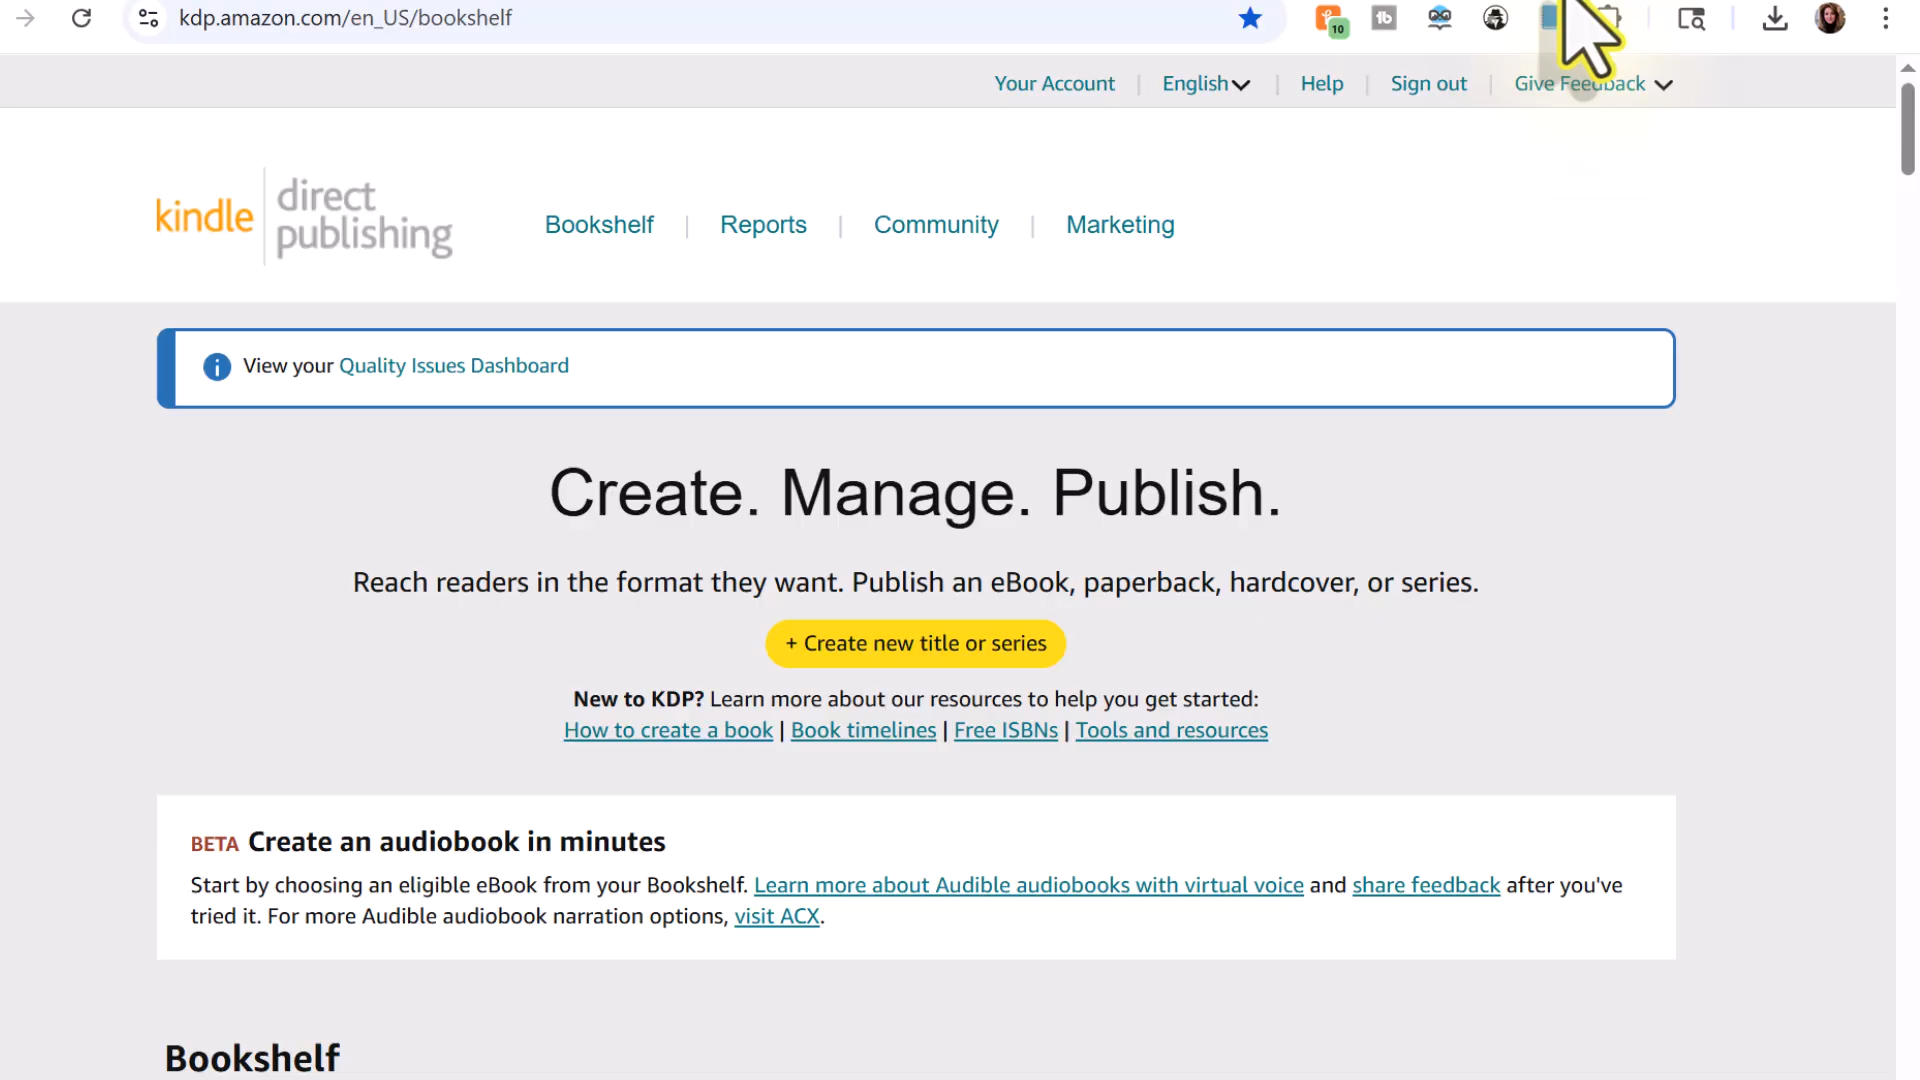 kdp.amazon.com/en_US/bookshelf
10
tb
Your Account | English | Help | Sign out | Give Feedback
kindle direct publishing
Bookshelf | Reports | Community | Marketing
i View your Quality Issues Dashboard
Create. Manage. Publish.
Reach readers in the format they want. Publish an eBook, paperback, hardcover, or series.
+ Create new title or series
New to KDP? Learn more about our resources to help you get started:
How to create a book | Book timelines | Free ISBNs | Tools and resources
BETA Create an audiobook in minutes
Start by choosing an eligible eBook from your Bookshelf. Learn more about Audible audiobooks with virtual voice and share feedback after you've
tried it. For more Audible audiobook narration options, visit ACX.
Bookshelf